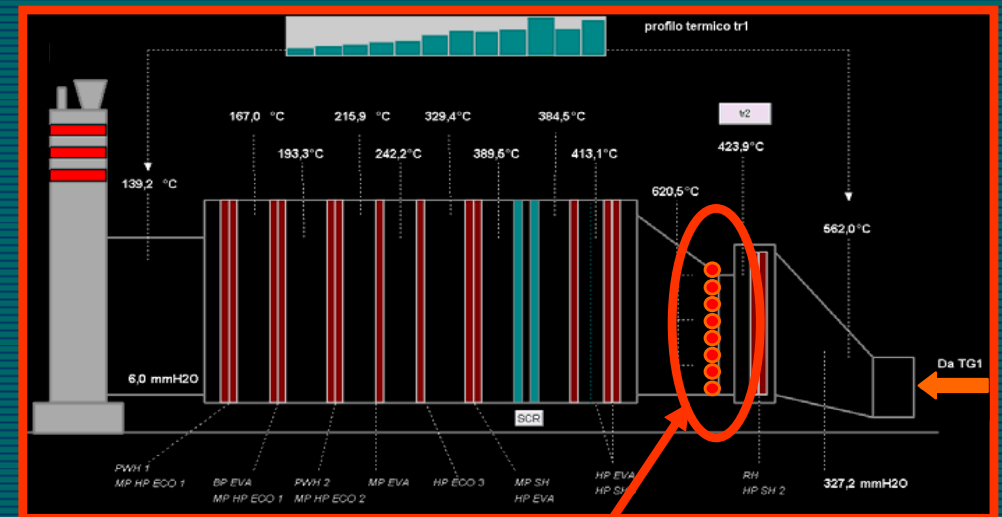 profilo termico tr1
167,0 °C
215,9 °C
329,4°C
384,5°C
tr2
193,3°C
242,2°C
389,5°C
413,1°C
423,9°C
139,2 °C
620,5°C
562,0°C
Da TG1
6,0 mmH2O
SCR
PWH 1
MP HP ECO 1
BP EVA
MP HP ECO 1
PWH 2
MP HP ECO 2
MP EVA
HP ECO 3
MP SH
HP EVA
HP EVA
HP SH
RH
HP SH 2
327,2 mmH2O